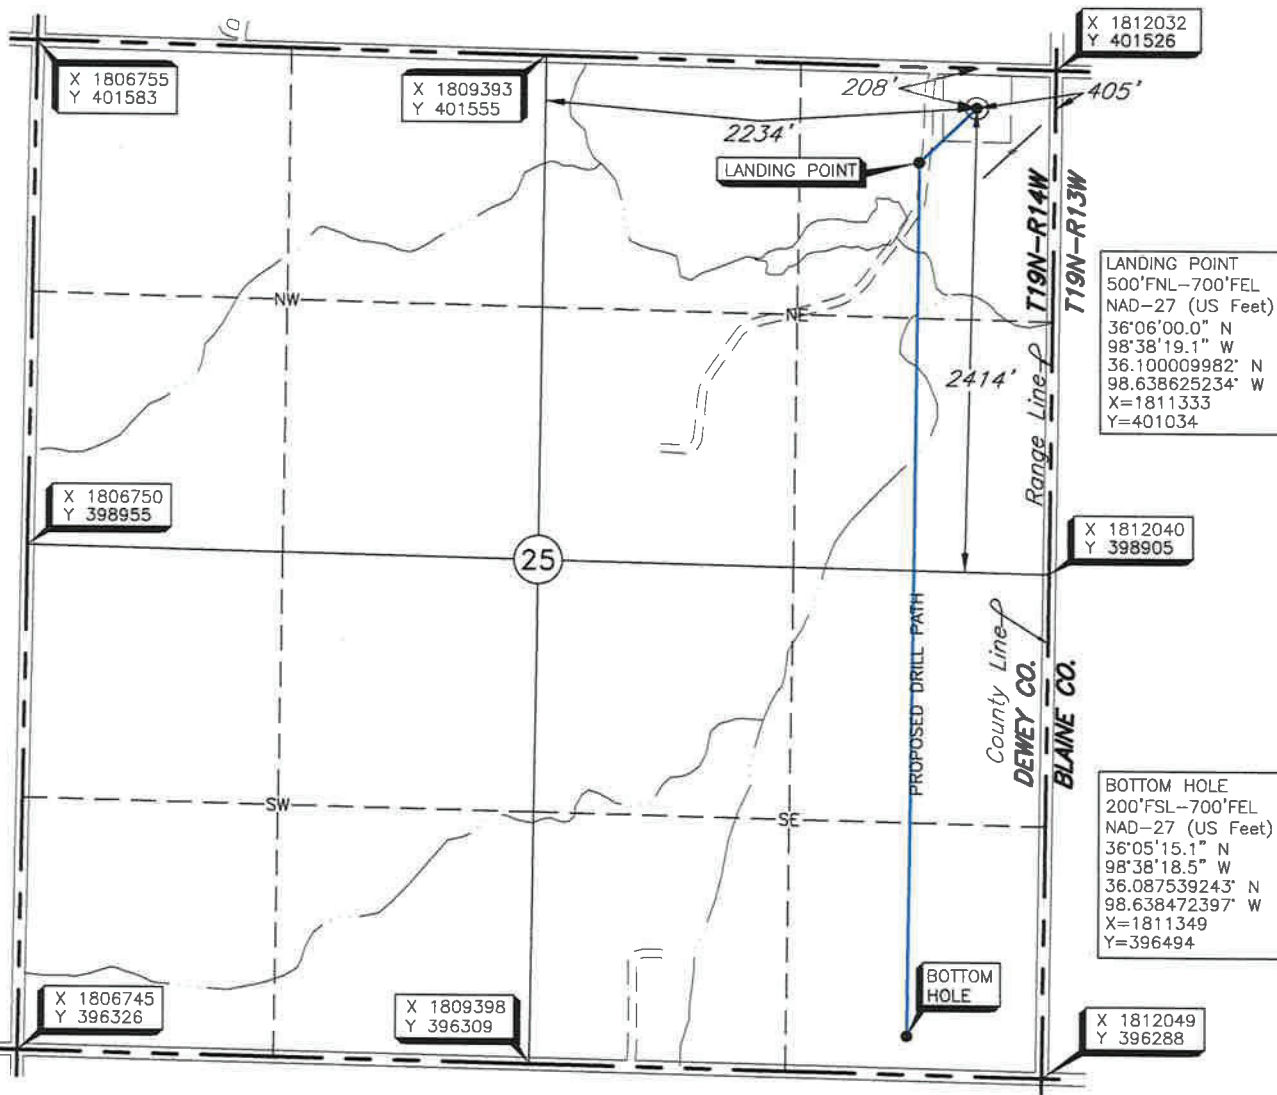 X 1812032
Y 401526
X 1806755
Y 401583
X 1809393
Y 401555
208'
405'
2234'
LANDING POINT
T19N-R14W
T19N-R13W
LANDING POINT
500'FNL-700'FEL
NAD-27 (US Feet)
36°06'00.0" N
98°38'19.1" W
36.100009982° N
98.638625234° W
X=1811333
Y=401034
NW
NE
2414'
Range Line
X 1806750
Y 398955
X 1812040
Y 398905
25
PROPOSED DRILL PATH
County Line
DEWEY CO.
BLAINE CO.
SW
SE
BOTTOM HOLE
200'FSL-700'FEL
NAD-27 (US Feet)
36°05'15.1" N
98°38'18.5" W
36.087539243° N
98.638472397° W
X=1811349
Y=396494
BOTTOM
HOLE
X 1806745
Y 396326
X 1809398
Y 396309
X 1812049
Y 396288